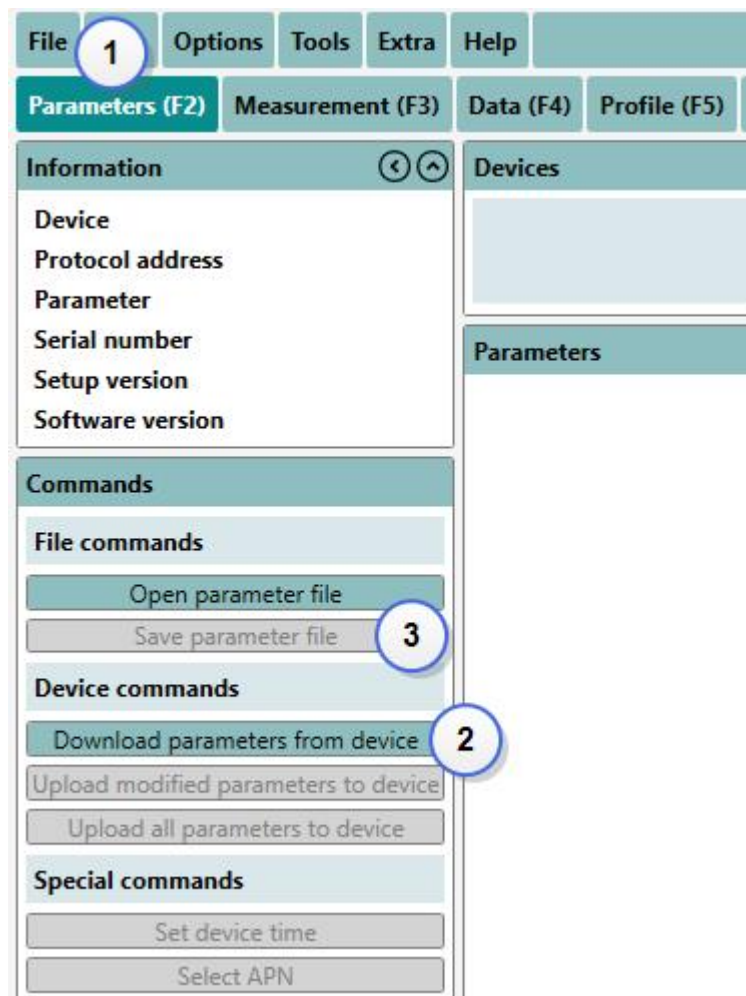 File 1 Options Tools Extra Help
Parameters (F2) Measurement (F3) Data (F4) Profile (F5)
Information
Device
Protocol address
Parameter
Serial number
Setup version
Software version
Devices
Parameters
Commands
File commands
Open parameter file
Save parameter file 3
Device commands
Download parameters from device 2
Upload modified parameters to device
Upload all parameters to device
Special commands
Set device time
Select APN